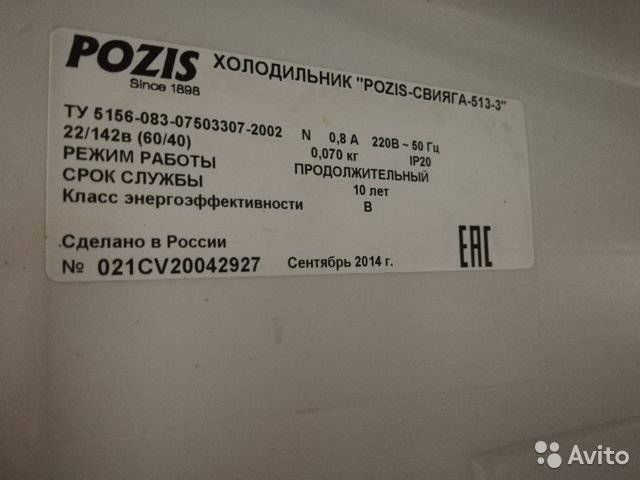 POZIS
Since 1898
ХОЛОДИЛЬНИК "POZIS-СВИЯГА-513-3"
ТУ 5156-083-07503307-2002 N 0,8 А 220В ~ 50 Гц
22/142в (60/40) 0,070 кг IP20
РЕЖИМ РАБОТЫ ПРОДОЛЖИТЕЛЬНЫЙ
СРОК СЛУЖБЫ 10 лет
Класс энергоэффективности В
Сделано в России
№ 021CV20042927 Сентябрь 2014 г.
EAC
Avito